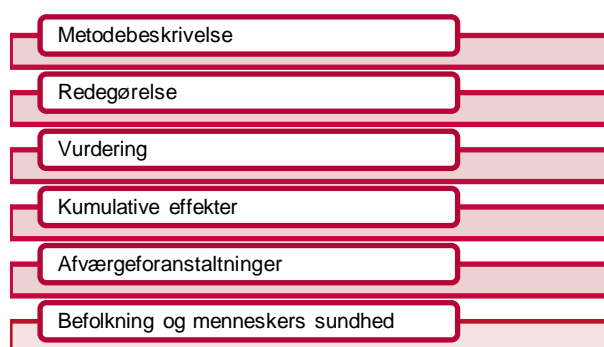 Metodebeskrivelse
Redegørelse
Vurdering
Kumulative effekter
Afværgeforanstaltninger
Befolkning og menneskers sundhed